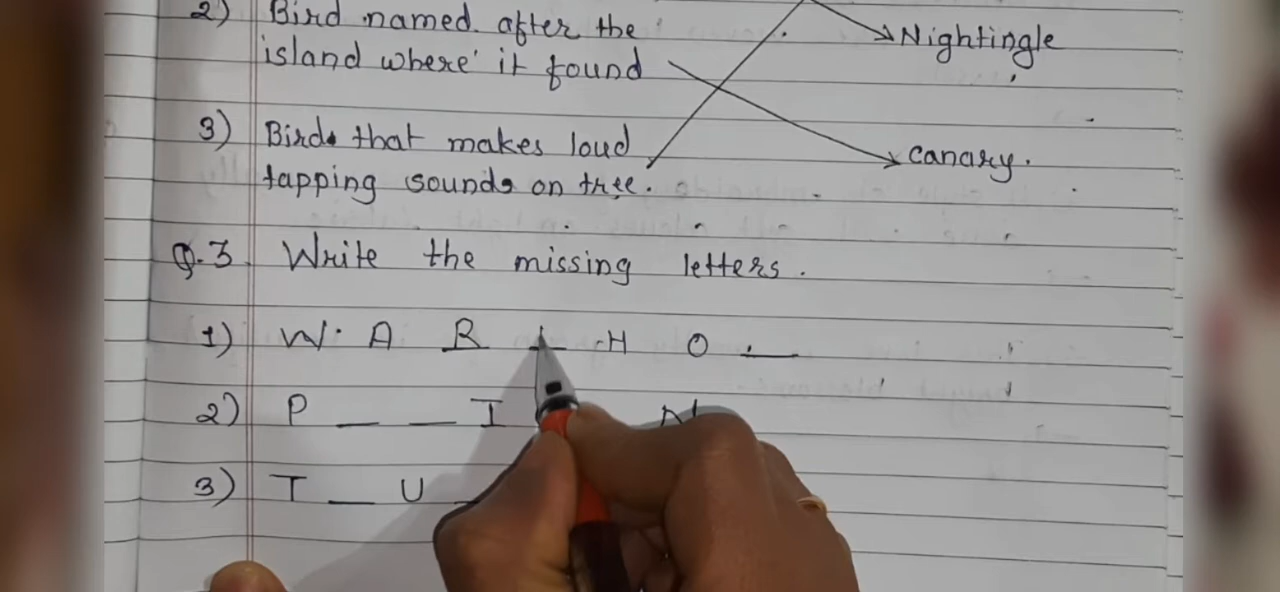 2) Bird named after the
island where it found
Nightingle
3) Birds that makes loud
tapping sounds on tree.
canary.
Q.3. Write the missing letters.
1) W A R _ H O _
2) P _ _ I N
3) T _ U _